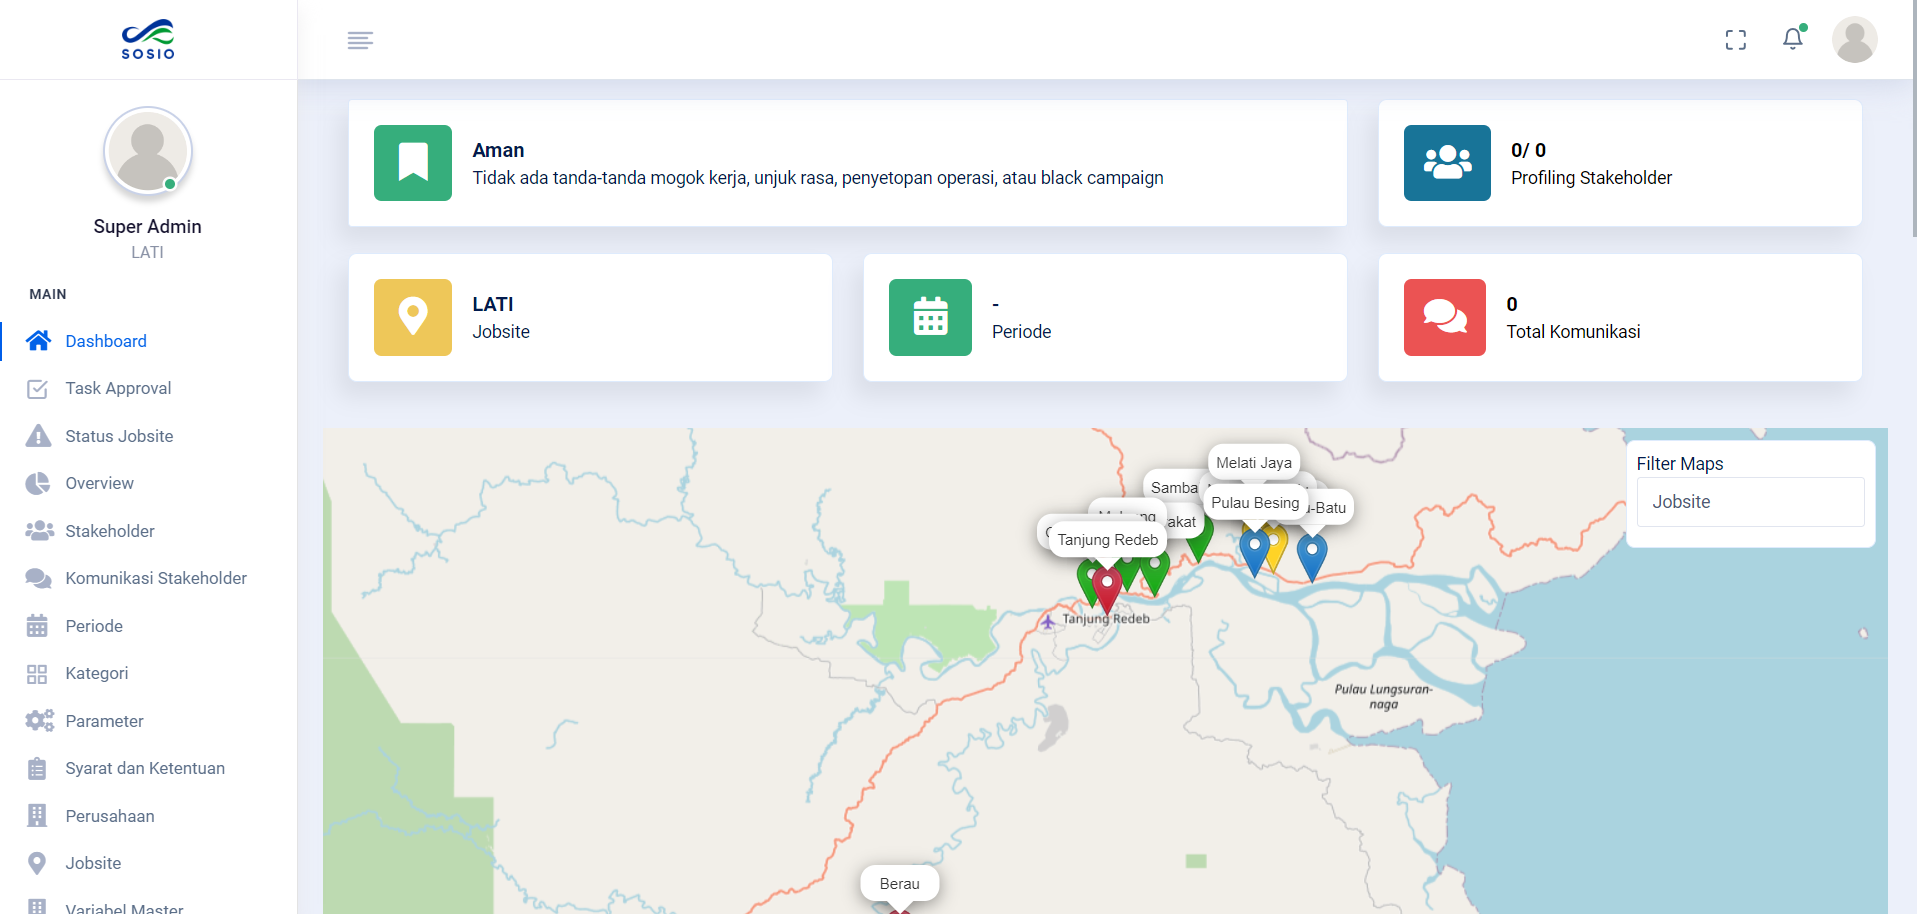 SOSIO
Super Admin
LATI
MAIN
Dashboard
Task Approval
Status Jobsite
Overview
Stakeholder
Komunikasi Stakeholder
Periode
Kategori
Parameter
Syarat dan Ketentuan
Perusahaan
Jobsite
Variabel Master
Aman
Tidak ada tanda-tanda mogok kerja, unjuk rasa, penyetopan operasi, atau black campaign
0/ 0
Profiling Stakeholder
LATI
Jobsite
-
Periode
0
Total Komunikasi
Filter Maps
Jobsite
Melati Jaya
Pulau Besing
Tanjung Redeb
Tanjung Redeb
Pulau Lungsuran-
naga
Berau